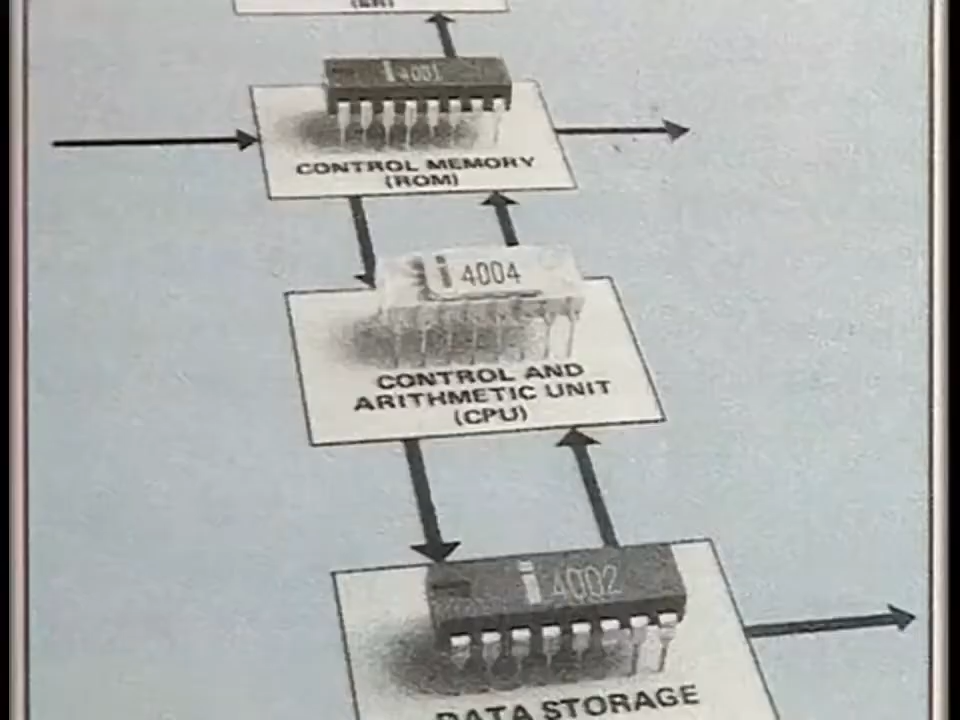 i 4001
CONTROL MEMORY
(ROM)
i 4004
CONTROL AND
ARITHMETIC UNIT
(CPU)
i 4002
DATA STORAGE